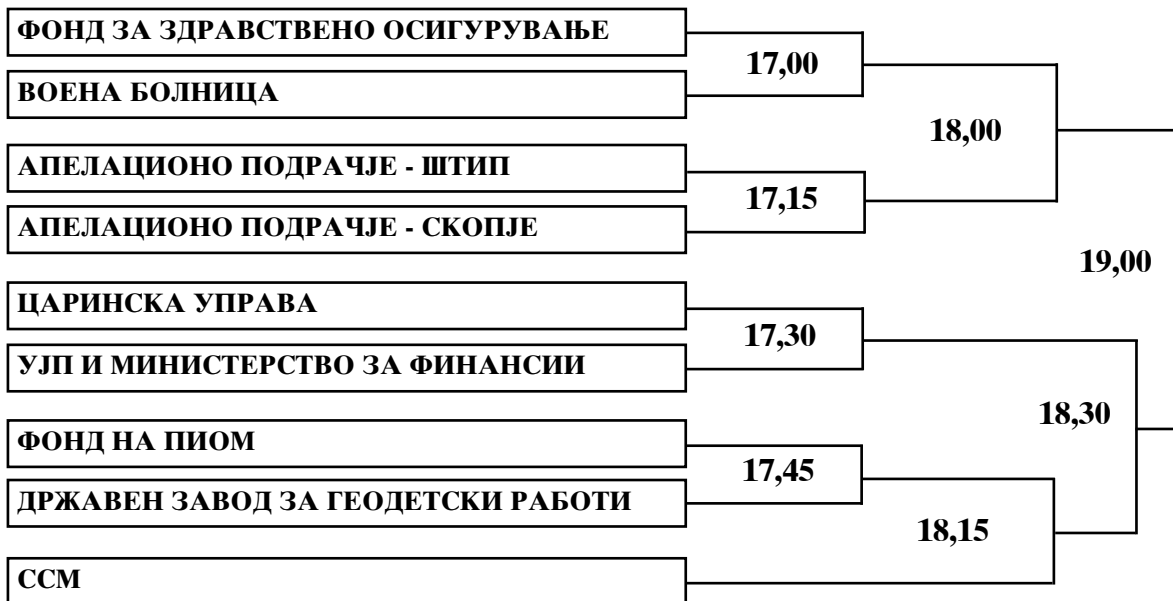 ФОНД ЗА ЗДРАВСТВЕНО ОСИГУРУВАЊЕ
17,00
ВОЕНА БОЛНИЦА
18,00
АПЕЛАЦИОНО ПОДРАЧЈЕ - ШТИП
17,15
АПЕЛАЦИОНО ПОДРАЧЈЕ - СКОПЈЕ
19,00
ЦАРИНСКА УПРАВА
17,30
УЈП И МИНИСТЕРСТВО ЗА ФИНАНСИИ
18,30
ФОНД НА ПИОМ
17,45
ДРЖАВЕН ЗАВОД ЗА ГЕОДЕТСКИ РАБОТИ
18,15
ССМ